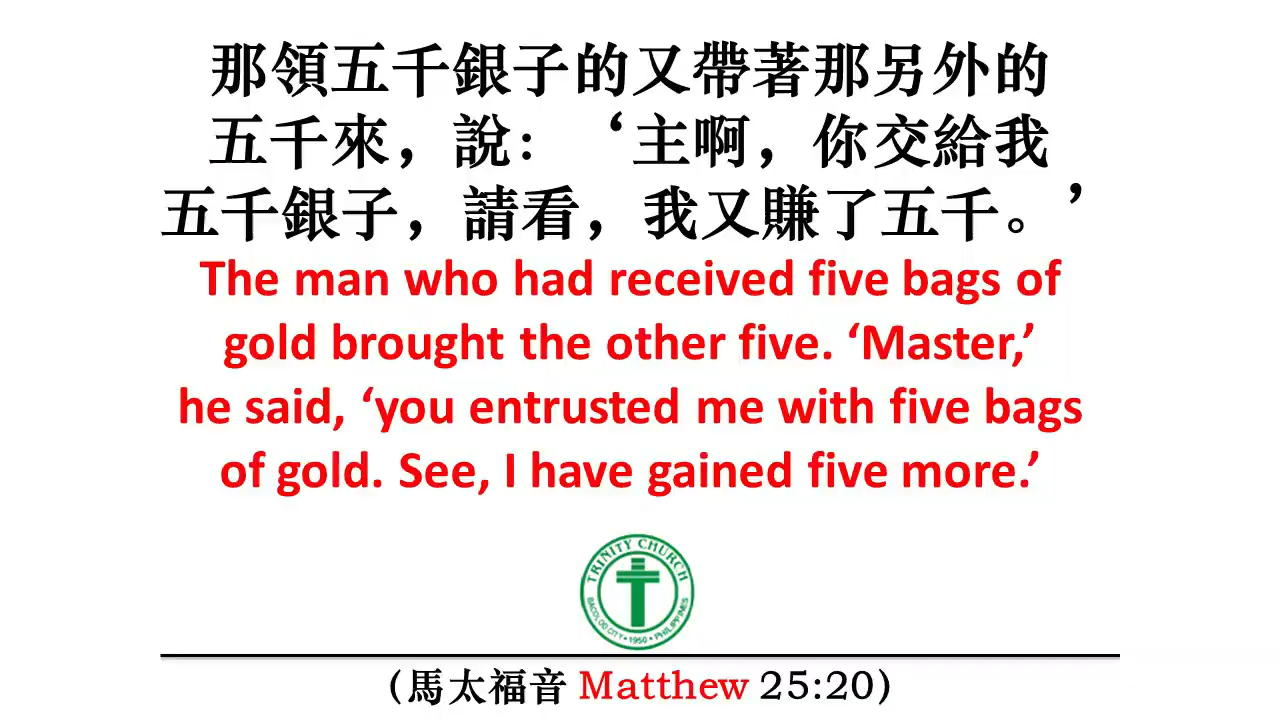 那領五千銀子的又帶著那另外的
五千來，說：‘主啊，你交給我
五千銀子，請看，我又賺了五千。’
The man who had received five bags of
gold brought the other five. ‘Master,’
he said, ‘you entrusted me with five bags
of gold. See, I have gained five more.’
TRINITY CHURCH
BACOLOD CITY • 1950 • PHILIPPINES
(馬太福音 Matthew 25:20)